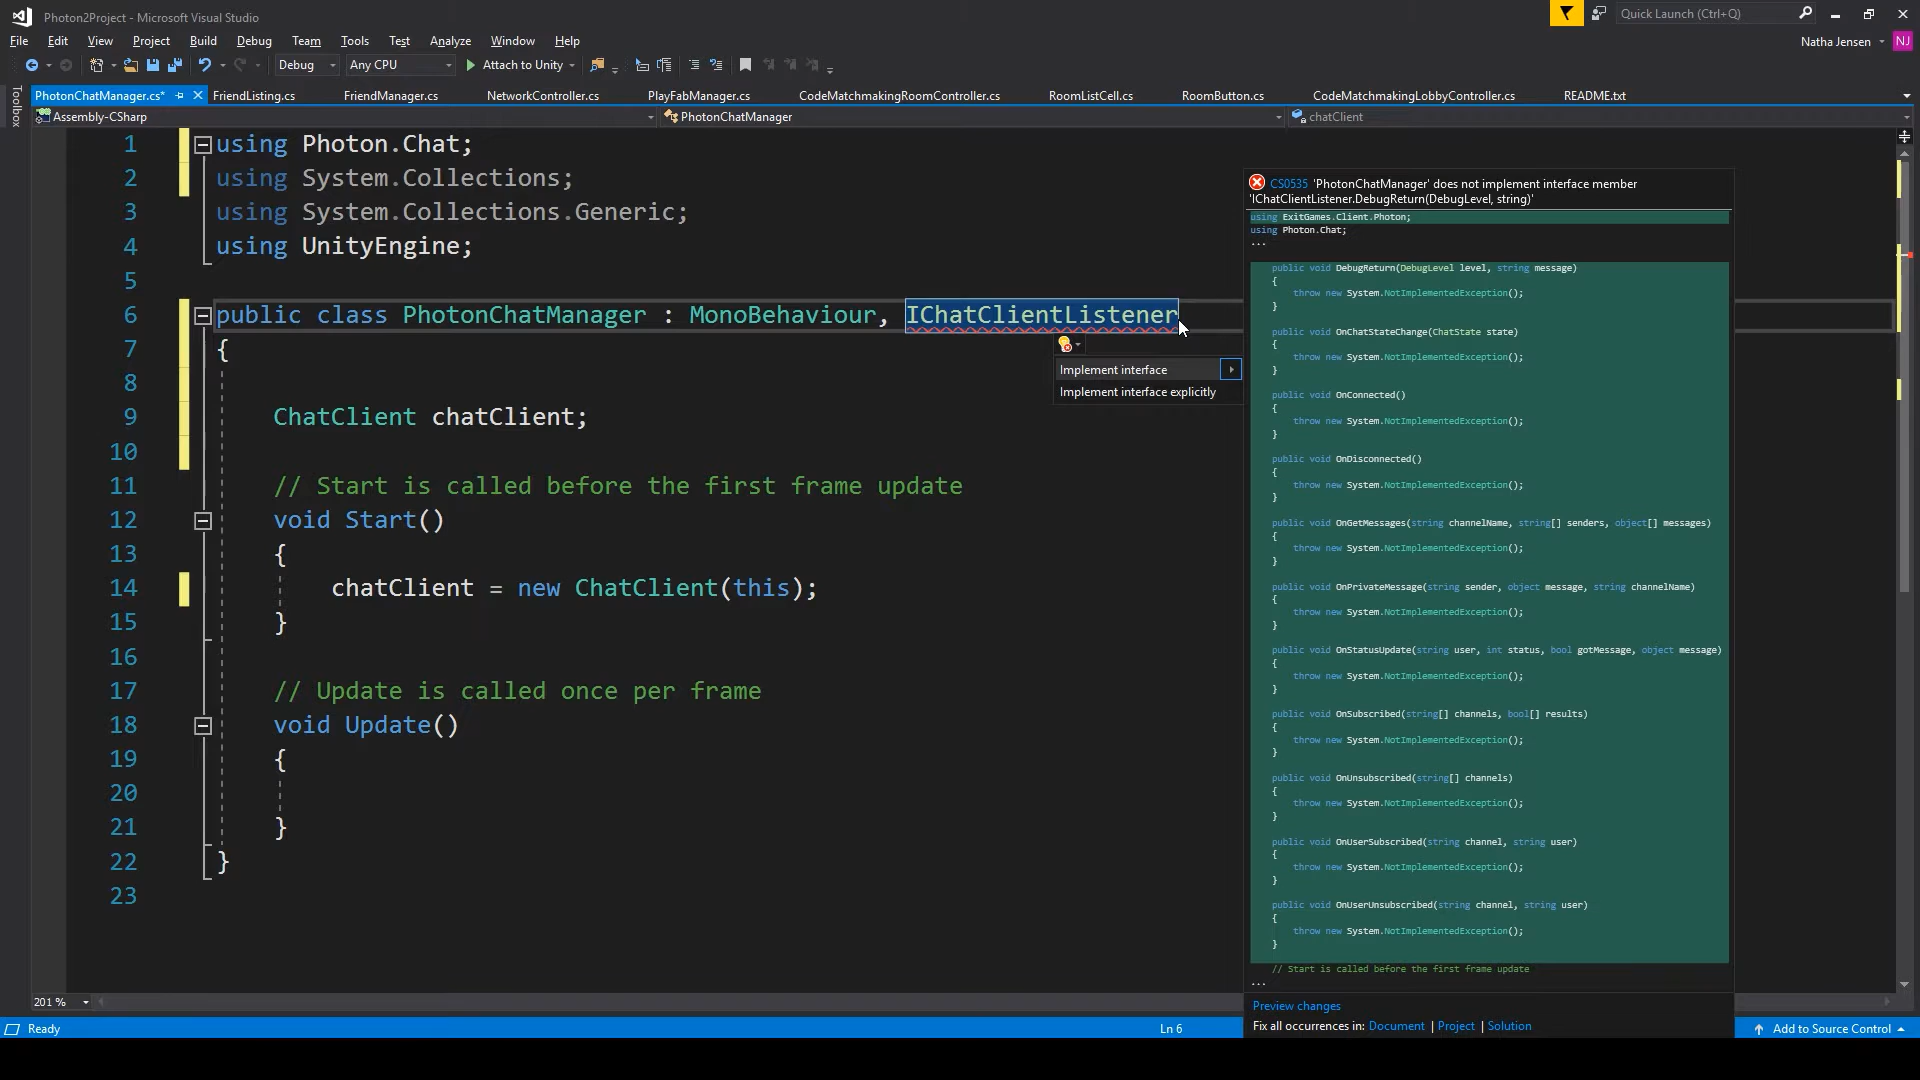 Photon2Project - Microsoft Visual Studio
Quick Launch (Ctrl+Q)
File Edit View Project Build Debug Team Tools Test Analyze Window Help
Natha Jensen NJ
Debug Any CPU Attach to Unity
Toolbox
PhotonChatManager.cs* FriendListing.cs FriendManager.cs NetworkController.cs PlayFabManager.cs CodeMatchmakingRoomController.cs RoomListCell.cs RoomButton.cs CodeMatchmakingLobbyController.cs README.txt
Assembly-CSharp PhotonChatManager chatClient
1 using Photon.Chat;
2 using System.Collections;
3 using System.Collections.Generic;
4 using UnityEngine;
5
6 public class PhotonChatManager : MonoBehaviour, IChatClientListener
7 {
8
9 ChatClient chatClient;
10
11 // Start is called before the first frame update
12 void Start()
13 {
14 chatClient = new ChatClient(this);
15 }
16
17 // Update is called once per frame
18 void Update()
19 {
20
21 }
22 }
23
Implement interface
Implement interface explicitly
CS0535 'PhotonChatManager' does not implement interface member
'IChatClientListener.DebugReturn(DebugLevel, string)'
using ExitGames.Client.Photon;
using Photon.Chat;
...
public void DebugReturn(DebugLevel level, string message)
{
throw new System.NotImplementedException();
}
public void OnChatStateChange(ChatState state)
{
throw new System.NotImplementedException();
}
public void OnConnected()
{
throw new System.NotImplementedException();
}
public void OnDisconnected()
{
throw new System.NotImplementedException();
}
public void OnGetMessages(string channelName, string[] senders, object[] messages)
{
throw new System.NotImplementedException();
}
public void OnPrivateMessage(string sender, object message, string channelName)
{
throw new System.NotImplementedException();
}
public void OnStatusUpdate(string user, int status, bool gotMessage, object message)
{
throw new System.NotImplementedException();
}
public void OnSubscribed(string[] channels, bool[] results)
{
throw new System.NotImplementedException();
}
public void OnUnsubscribed(string[] channels)
{
throw new System.NotImplementedException();
}
public void OnUserSubscribed(string channel, string user)
{
throw new System.NotImplementedException();
}
public void OnUserUnsubscribed(string channel, string user)
{
throw new System.NotImplementedException();
}
// Start is called before the first frame update
...
Preview changes
Fix all occurrences in: Document | Project | Solution
201 %
Ready
Ln 6
Add to Source Control